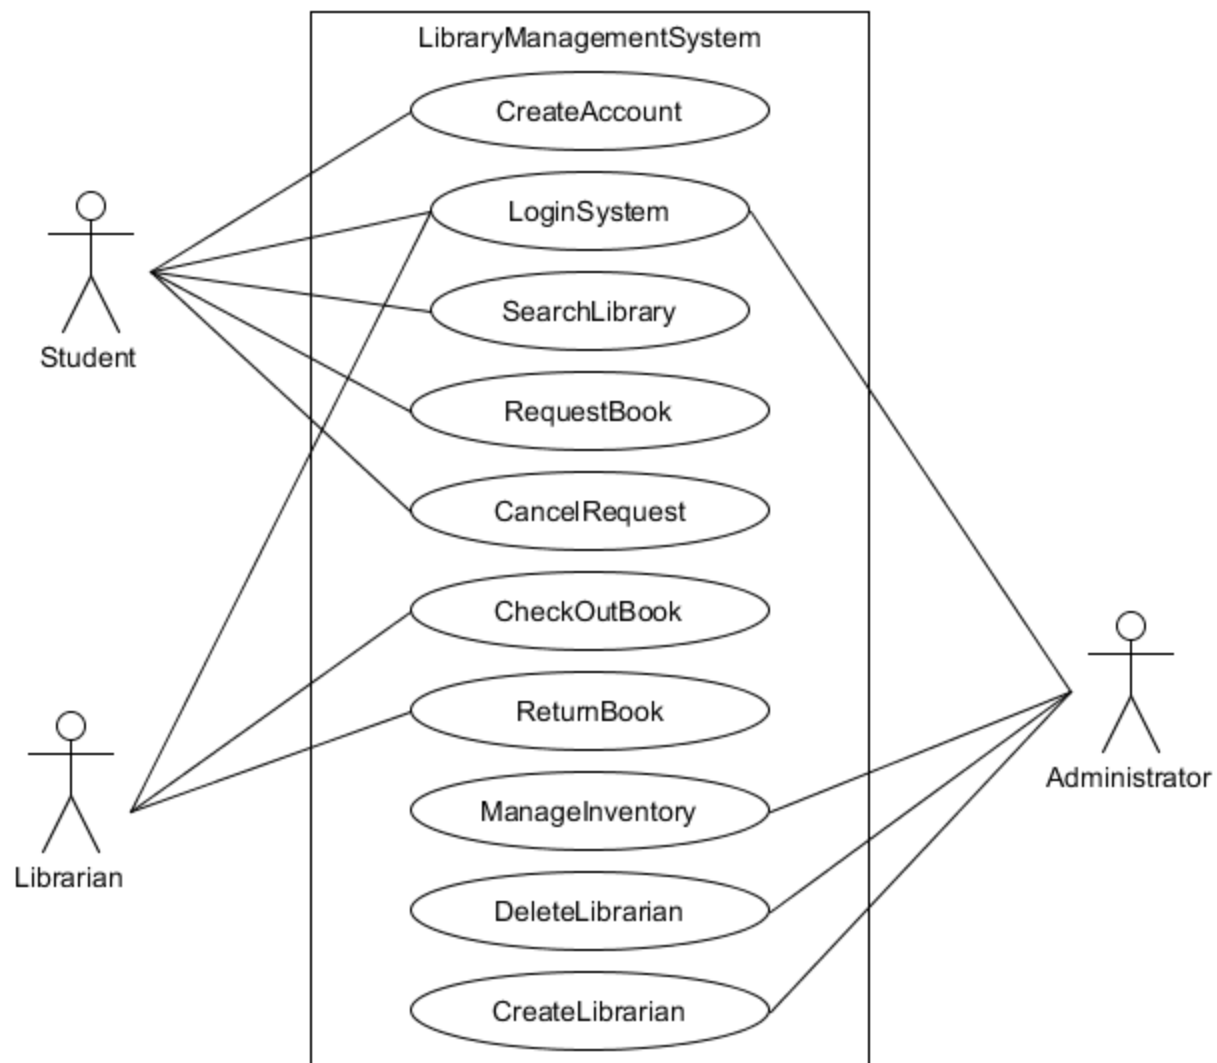 LibraryManagementSystem
CreateAccount
LoginSystem
SearchLibrary
Student
RequestBook
CancelRequest
CheckOutBook
ReturnBook
Administrator
ManageInventory
Librarian
DeleteLibrarian
CreateLibrarian